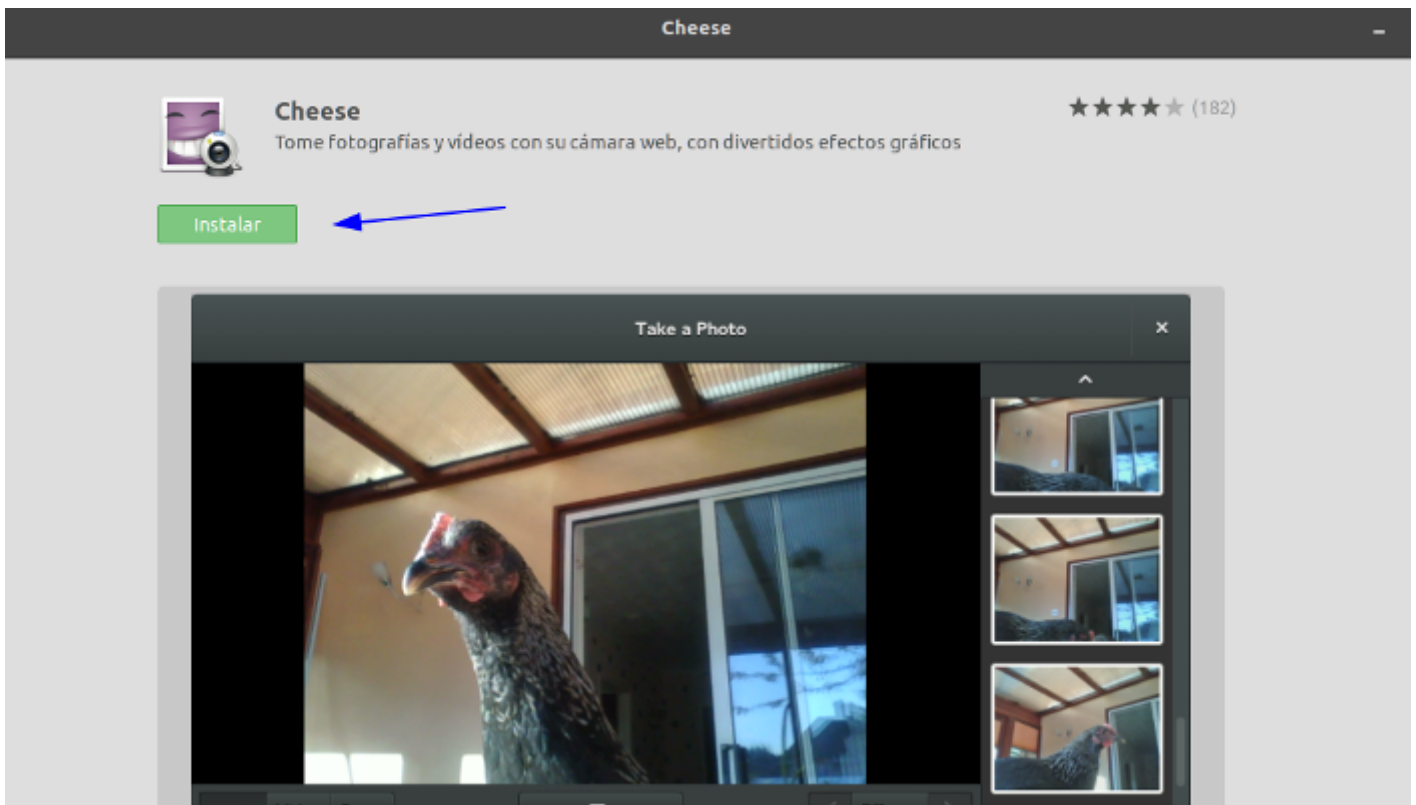 Cheese
Cheese
★★★★★ (182)
Tome fotografías y vídeos con su cámara web, con divertidos efectos gráficos
Instalar
Take a Photo